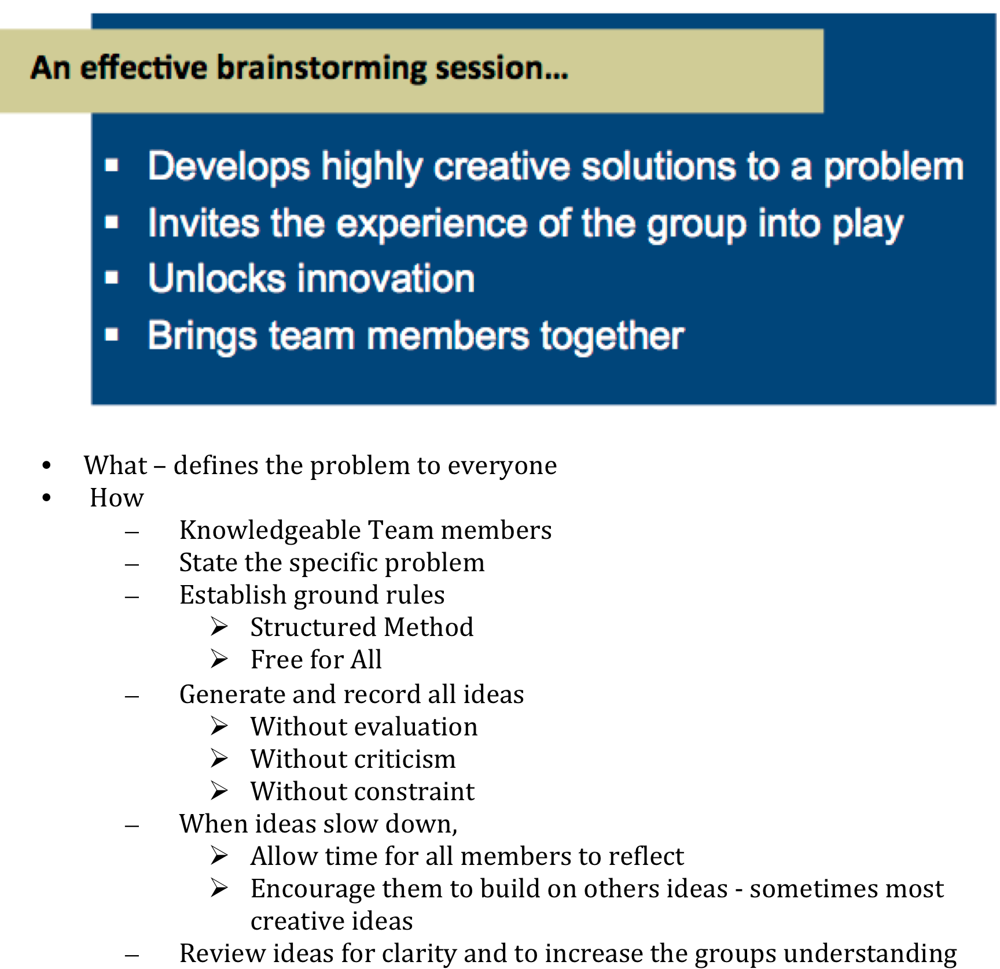 An effective brainstorming session...
▪ Develops highly creative solutions to a problem
▪ Invites the experience of the group into play
▪ Unlocks innovation
▪ Brings team members together
• What – defines the problem to everyone
• How
– Knowledgeable Team members
– State the specific problem
– Establish ground rules
➢ Structured Method
➢ Free for All
– Generate and record all ideas
➢ Without evaluation
➢ Without criticism
➢ Without constraint
– When ideas slow down,
➢ Allow time for all members to reflect
➢ Encourage them to build on others ideas - sometimes most
creative ideas
– Review ideas for clarity and to increase the groups understanding